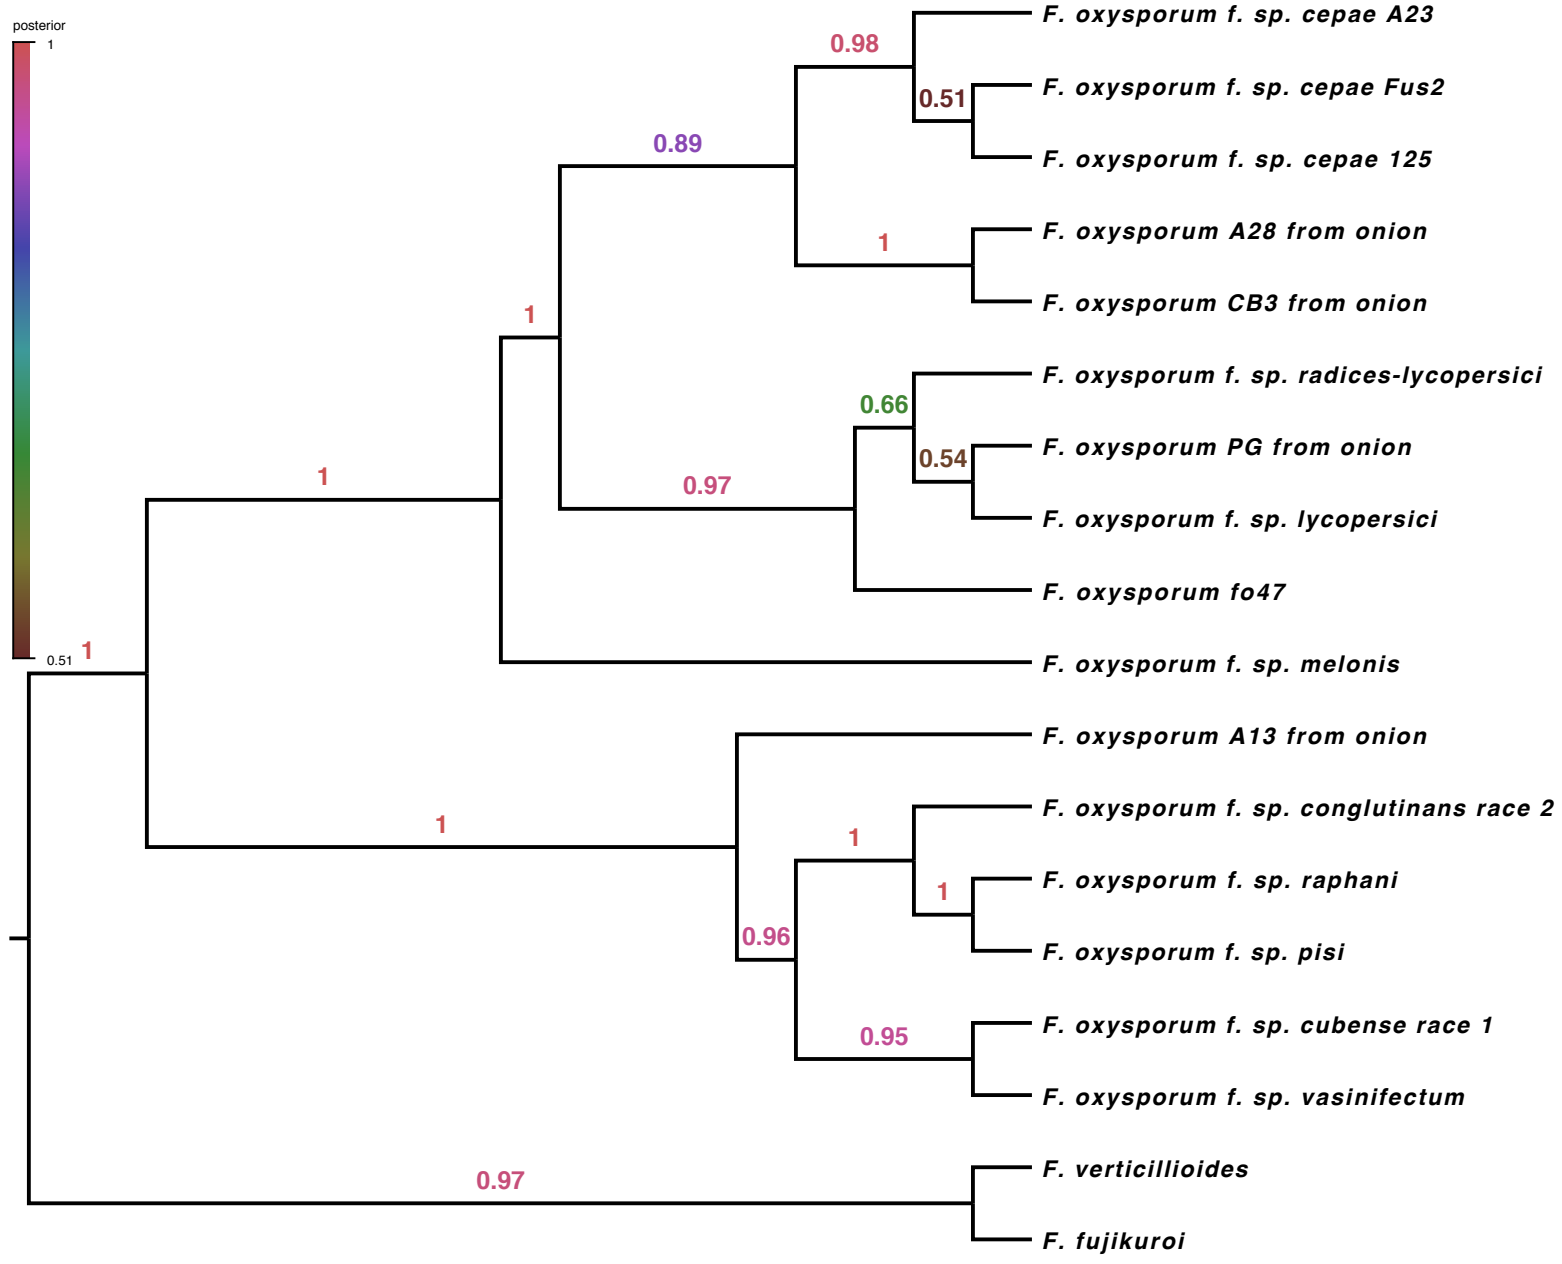 posterior
1
F. oxysporum f. sp. cepae A23
0.98
F. oxysporum f. sp. cepae Fus2
0.51
0.89
F. oxysporum f. sp. cepae 125
F. oxysporum A28 from onion
1
F. oxysporum CB3 from onion
1
F. oxysporum f. sp. radices-lycopersici
0.66
F. oxysporum PG from onion
0.54
1
0.97
F. oxysporum f. sp. lycopersici
F. oxysporum fo47
0.51
1
F. oxysporum f. sp. melonis
F. oxysporum A13 from onion
F. oxysporum f. sp. conglutinans race 2
1
1
F. oxysporum f. sp. raphani
1
0.96
F. oxysporum f. sp. pisi
F. oxysporum f. sp. cubense race 1
0.95
F. oxysporum f. sp. vasinfectum
F. verticillioides
0.97
F. fujikuroi